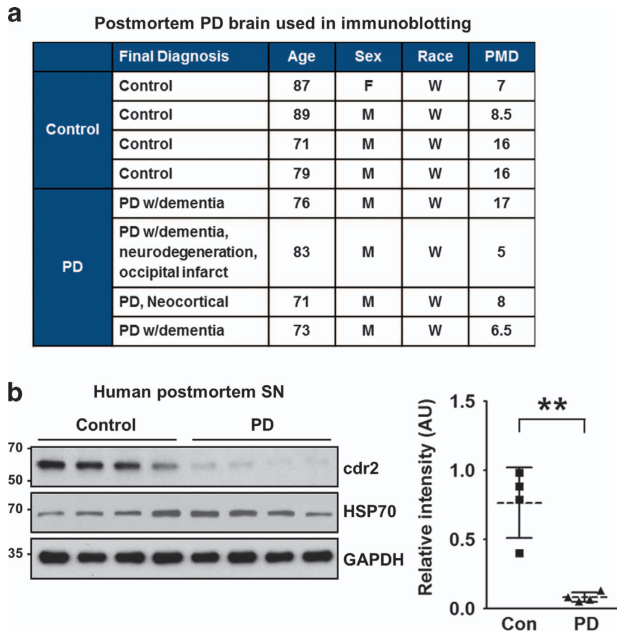 a
Postmortem PD brain used in immunoblotting
Final Diagnosis Age Sex Race PMD
Control
Control 87 F W 7
Control 89 M W 8.5
Control 71 M W 16
Control 79 M W 16
PD
PD w/dementia 76 M W 17
PD w/dementia,
neurodegeneration,
occipital infarct
83 M W 5
PD, Neocortical 71 M W 8
PD w/dementia 73 M W 6.5
b
Human postmortem SN
Control PD
70
50
cdr2
70
HSP70
35
GAPDH
Relative intensity (AU)
1.5
1.0
0.5
0.0
**
Con PD